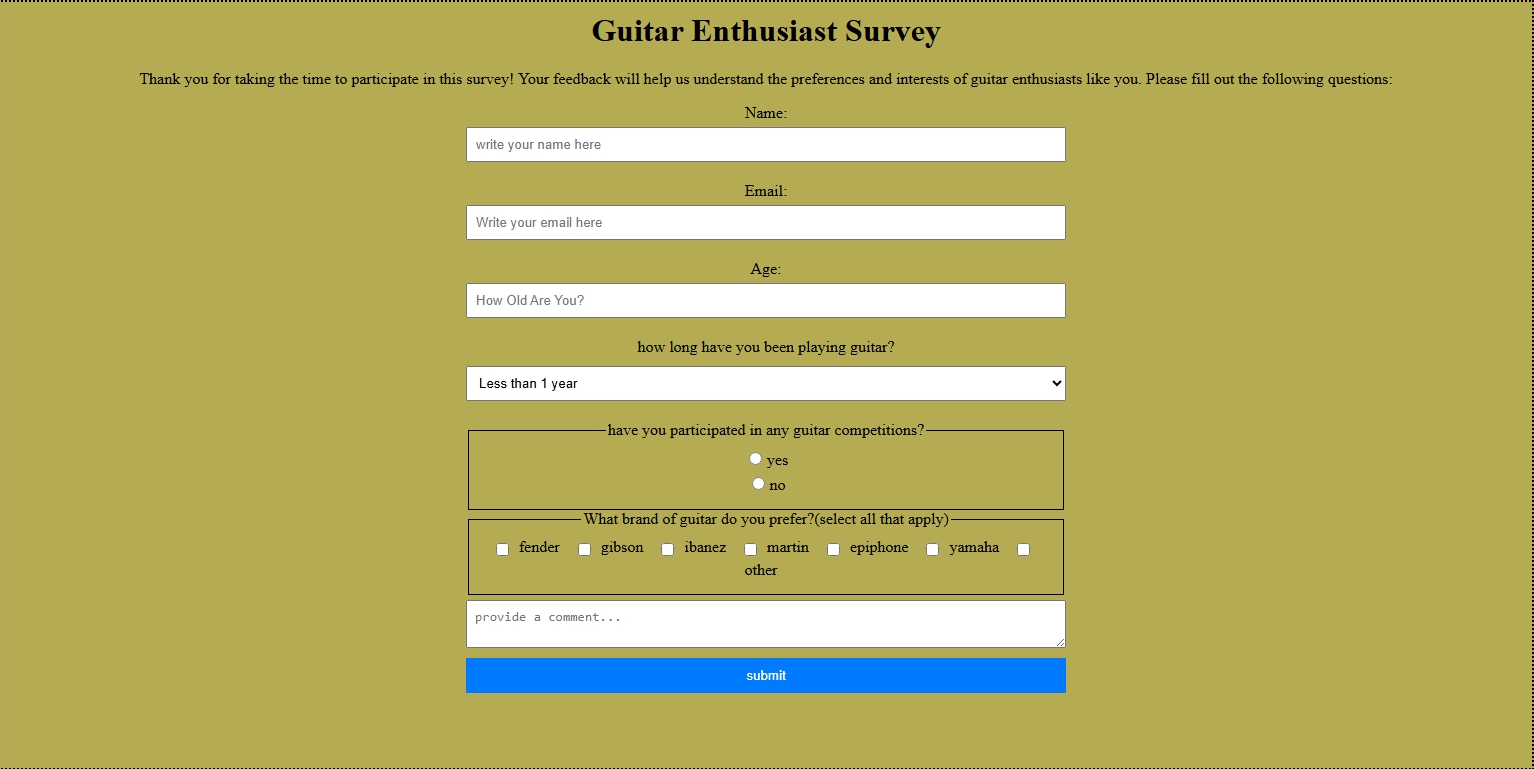 Guitar Enthusiast Survey
Thank you for taking the time to participate in this survey! Your feedback will help us understand the preferences and interests of guitar enthusiasts like you. Please fill out the following questions:
Name:
write your name here
Email:
Write your email here
Age:
How Old Are You?
how long have you been playing guitar?
Less than 1 year
have you participated in any guitar competitions?
yes
no
What brand of guitar do you prefer?(select all that apply)
fender gibson ibanez martin epiphone yamaha
other
provide a comment...
submit